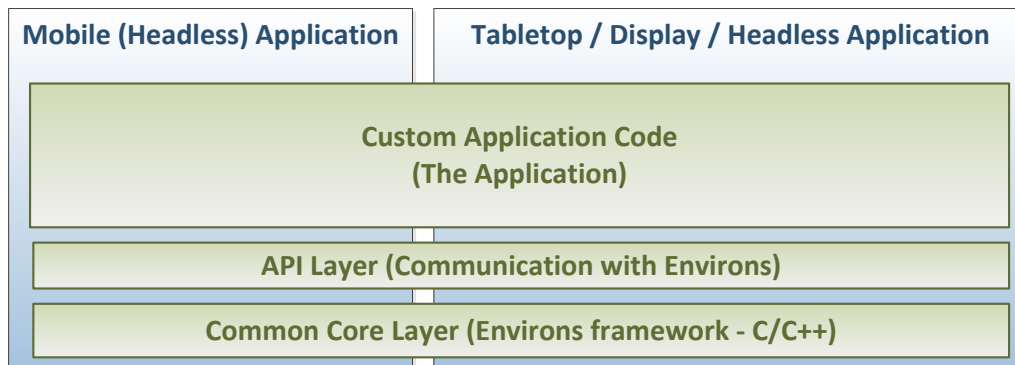 Mobile (Headless) Application
Tabletop / Display / Headless Application
Custom Application Code
(The Application)
API Layer (Communication with Environs)
Common Core Layer (Environs framework - C/C++)